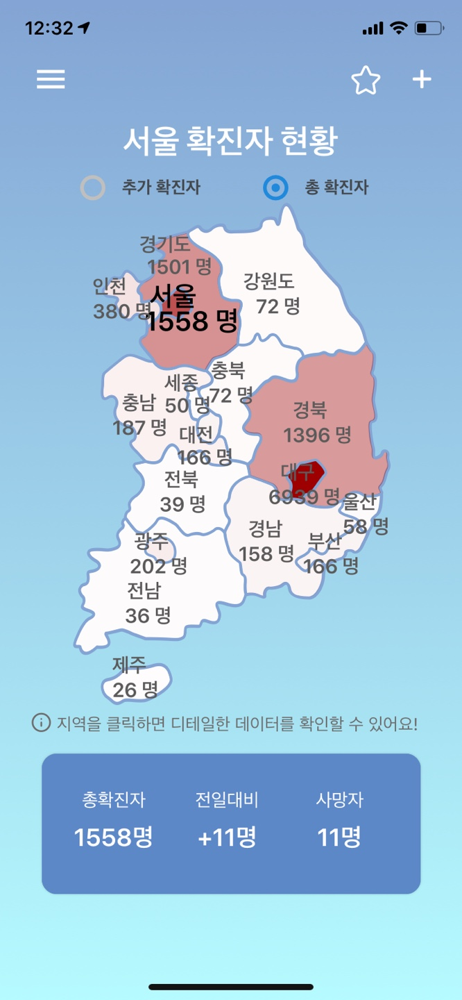 12:32
서울 확진자 현황
추가 확진자 총 확진자
경기도
1501 명
인천
380 명
서울
1558 명
강원도
72 명
충북
72 명
세종
50 명
충남
187 명
대전
166 명
경북
1396 명
대구
6939 명
전북
39 명
울산
58 명
경남
158 명
부산
166 명
광주
202 명
전남
36 명
제주
26 명
지역을 클릭하면 디테일한 데이터를 확인할 수 있어요!
총확진자 전일대비 사망자
1558명 +11명 11명